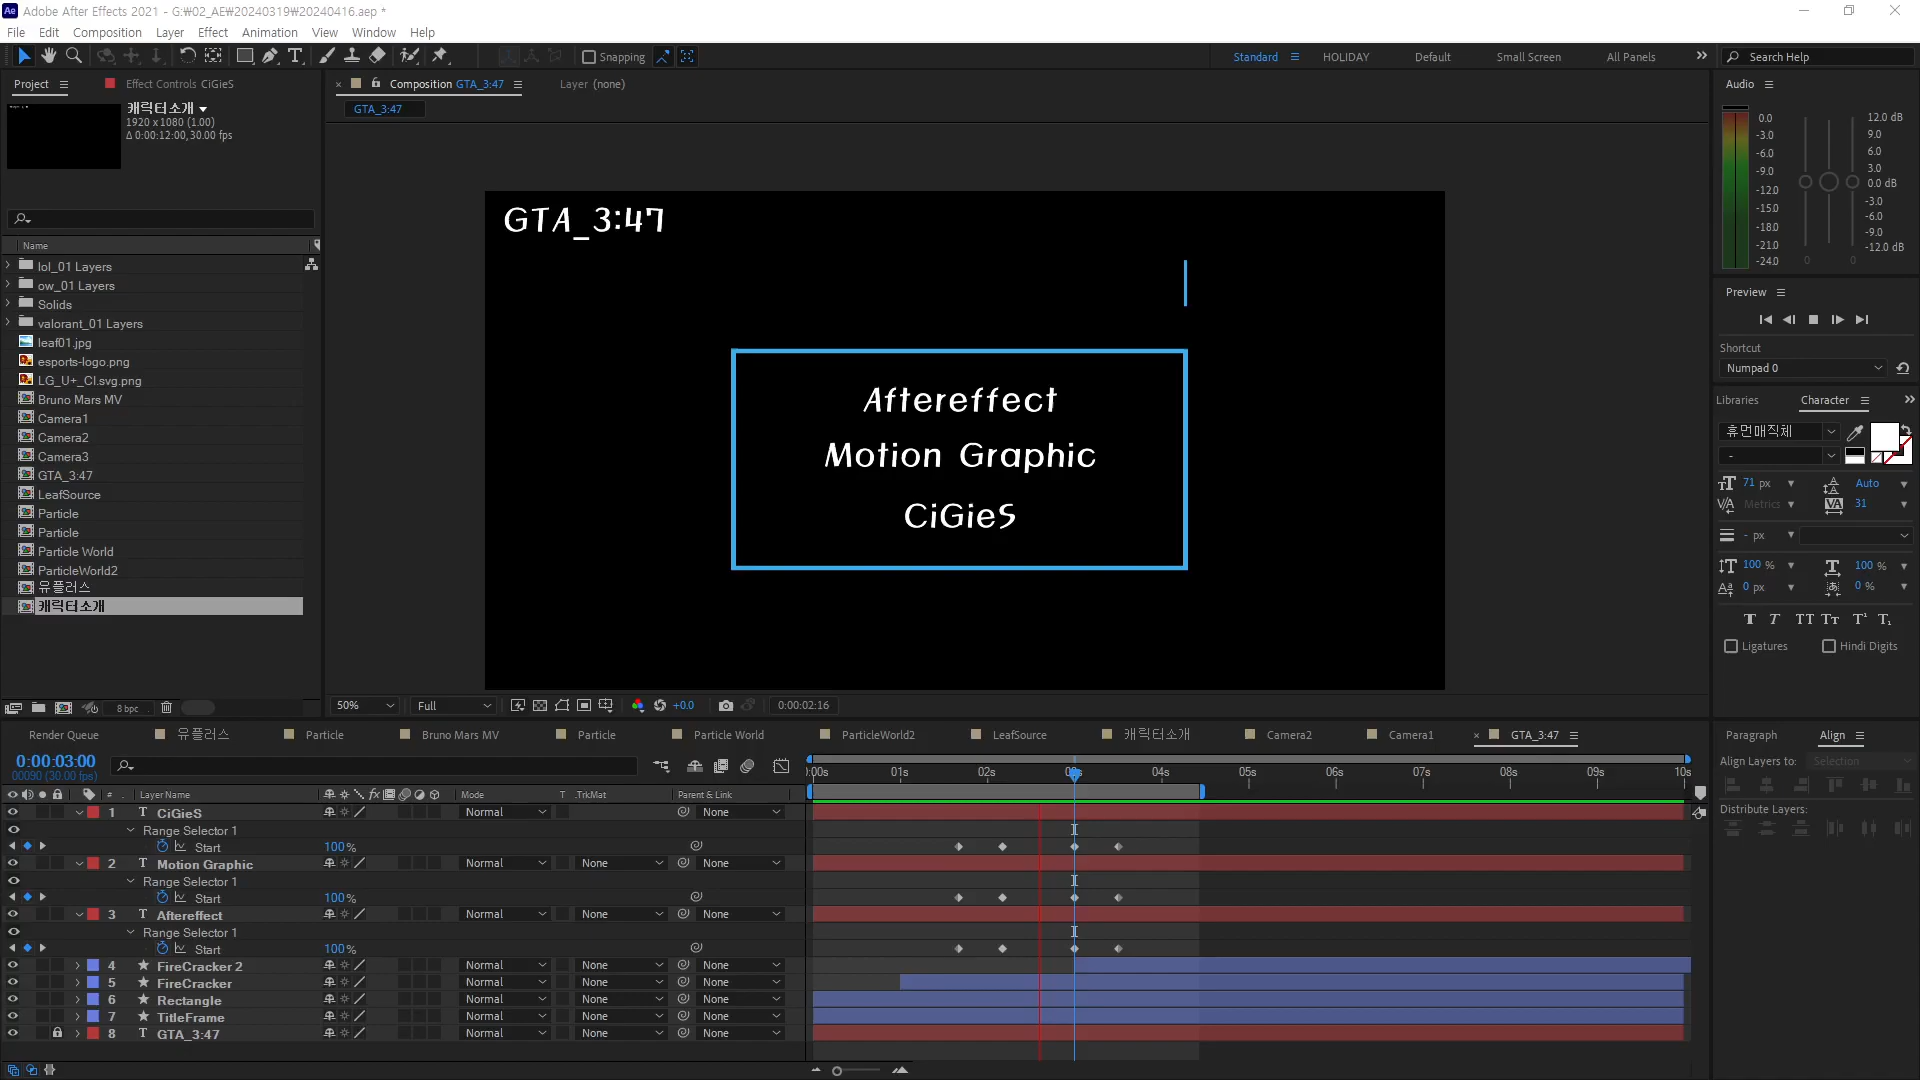 Adobe After Effects 2021 - G:₩02_AE₩20240319₩20240416.aep *
File Edit Composition Layer Effect Animation View Window Help
Snapping
Standard HOLIDAY Default Small Screen All Panels Search Help
Project Effect Controls CiGieS
캐릭터소개
1920 x 1080 (1.00)
Δ 0:00:12:00, 30.00 fps
Name
lol_01 Layers
ow_01 Layers
Solids
valorant_01 Layers
leaf01.jpg
esports-logo.png
LG_U+_CI.svg.png
Bruno Mars MV
Camera1
Camera2
Camera3
GTA_3:47
LeafSource
Particle
Particle
Particle World
ParticleWorld2
유플러스
캐릭터소개
8 bpc
Composition GTA_3:47 Layer (none)
GTA_3:47
GTA_3:47
Aftereffect
Motion Graphic
CiGieS
50% Full +0.0 0:00:02:16
Audio
0.0 12.0 dB
-3.0 9.0
-6.0 6.0
-9.0 3.0
-12.0 0.0 dB
-15.0 -3.0
-18.0 -6.0
-21.0 -9.0
-24.0 -12.0 dB
0 0
Preview
Shortcut
Numpad 0
Libraries Character
휴먼매직체
-
71 px Auto
Metrics 31
- px
100 % 100 %
0 px 0 %
T T TT Tт T¹ T₁
Ligatures Hindi Digits
Paragraph Align
Align Layers to: Selection
Distribute Layers:
Render Queue 유플러스 Particle Bruno Mars MV Particle Particle World ParticleWorld2 LeafSource 캐릭터소개 Camera2 Camera1 GTA_3:47
0:00:03:00
00090 (30.00 fps)
:00s 01s 02s 03s 04s 05s 06s 07s 08s 09s 10s
# Layer Name fx Mode T .TrkMat Parent & Link
1 T CiGieS Normal None
Range Selector 1
Start 100%
2 T Motion Graphic Normal None None
Range Selector 1
Start 100%
3 T Aftereffect Normal None None
Range Selector 1
Start 100%
4 FireCracker 2 Normal None None
5 FireCracker Normal None None
6 Rectangle Normal None None
7 TitleFrame Normal None None
8 T GTA_3:47 Normal None None